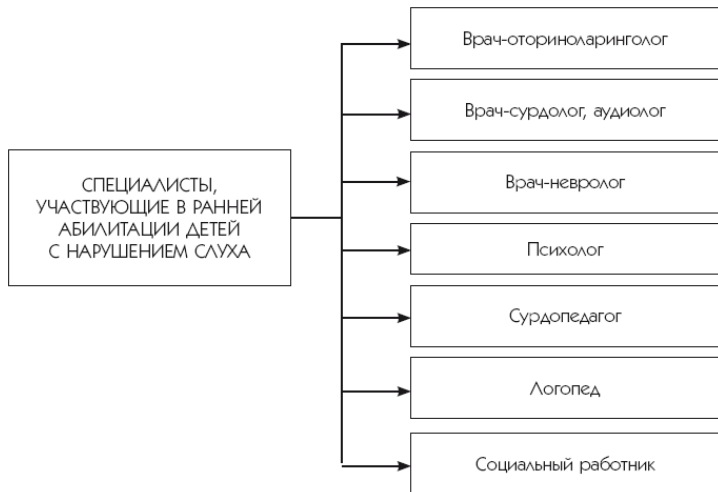 СПЕЦИАЛИСТЫ,
УЧАСТВУЮЩИЕ В РАННЕЙ
АБИЛИТАЦИИ ДЕТЕЙ
С НАРУШЕНИЕМ СЛУХА
Врач-оториноларинголог
Врач-сурдолог, аудиолог
Врач-невролог
Психолог
Сурдопедагог
Логопед
Социальный работник